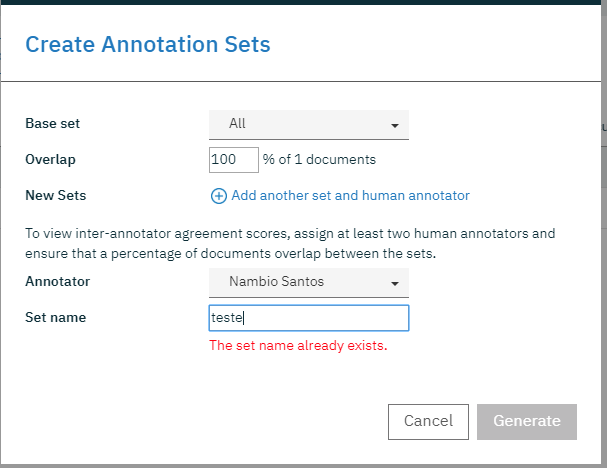 Create Annotation Sets
Base set All
Overlap 100 % of 1 documents
New Sets Add another set and human annotator
To view inter-annotator agreement scores, assign at least two human annotators and
ensure that a percentage of documents overlap between the sets.
Annotator Nambio Santos
Set name teste
The set name already exists.
Cancel Generate